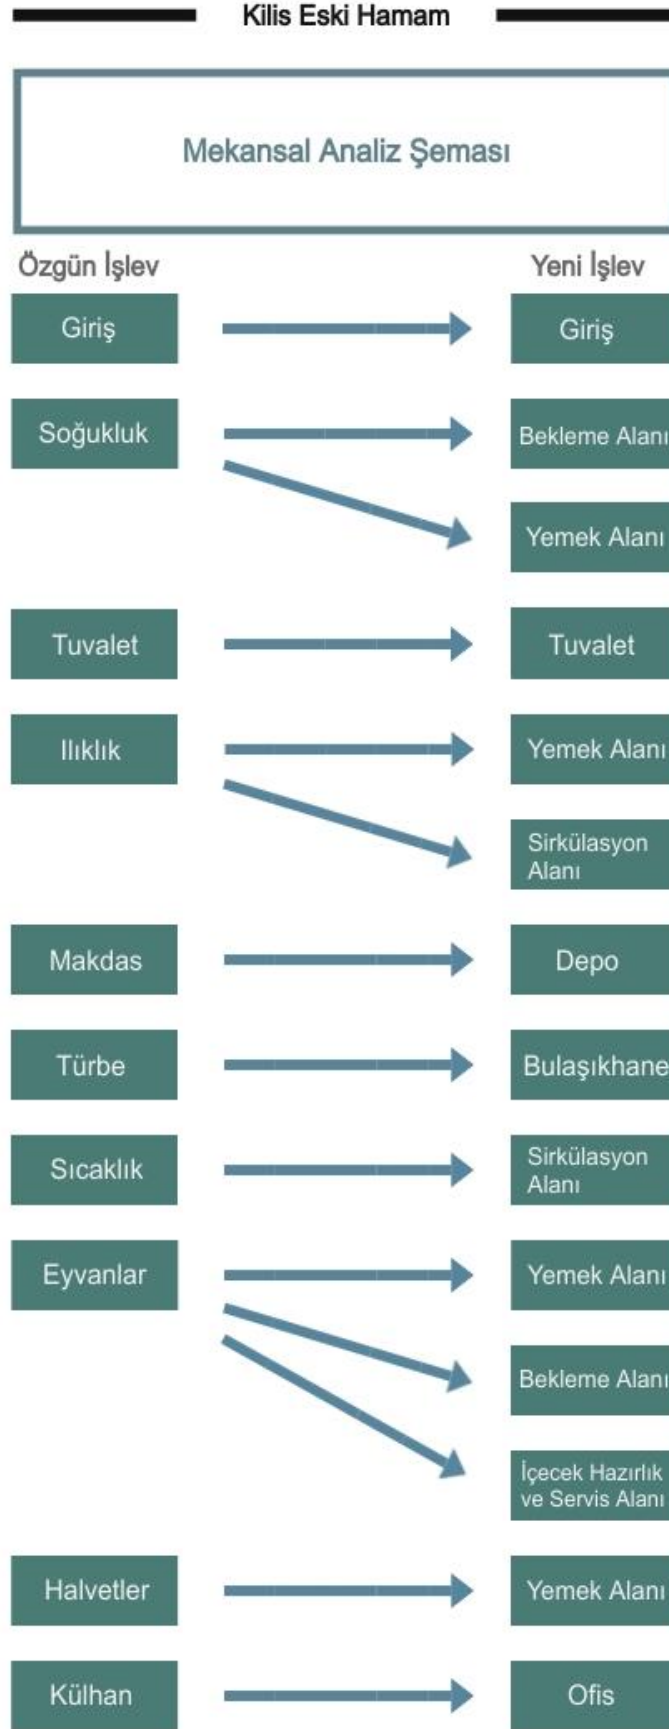 Kilis Eski Hamam
Mekansal Analiz Şeması
Özgün İşlev
Yeni İşlev
Giriş
Giriş
Soğukluk
Bekleme Alanı
Yemek Alanı
Tuvalet
Tuvalet
Ilıklık
Yemek Alanı
Sirkülasyon
Alanı
Makdas
Depo
Türbe
Bulaşıkhane
Sıcaklık
Sirkülasyon
Alanı
Eyvanlar
Yemek Alanı
Bekleme Alanı
İçecek Hazırlık
ve Servis Alanı
Halvetler
Yemek Alanı
Külhan
Ofis